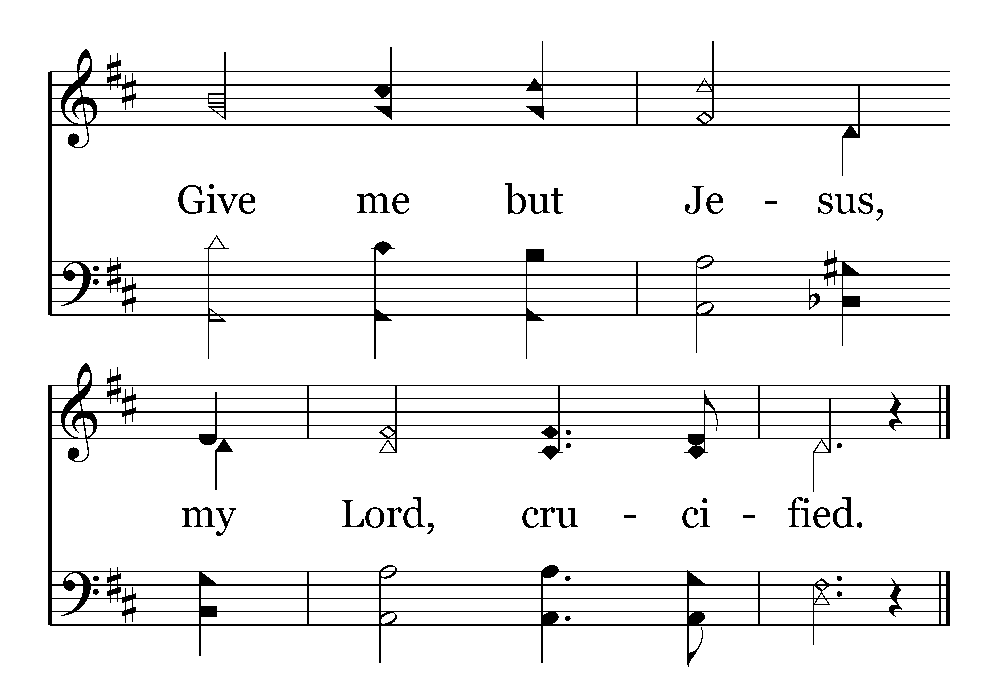 Give me but Je - sus,
my Lord, cru - ci - fied.